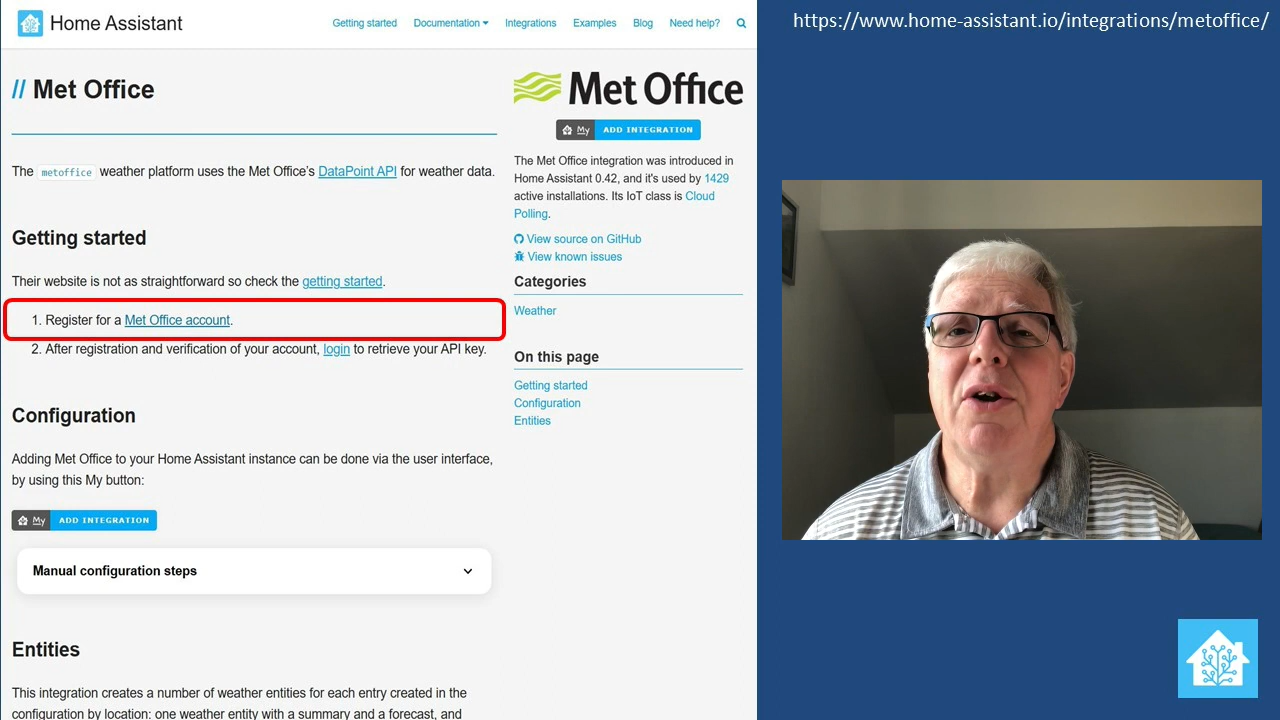 Home Assistant
Getting started
Documentation
Integrations
Examples
Blog
Need help?
https://www.home-assistant.io/integrations/metoffice/
// Met Office
The metoffice weather platform uses the Met Office’s DataPoint API for weather data.
Getting started
Their website is not as straightforward so check the getting started.
1. Register for a Met Office account.
2. After registration and verification of your account, login to retrieve your API key.
Configuration
Adding Met Office to your Home Assistant instance can be done via the user interface,
by using this My button:
My ADD INTEGRATION
Manual configuration steps
Entities
This integration creates a number of weather entities for each entry created in the
configuration by location: one weather entity with a summary and a forecast, and
Met Office
My ADD INTEGRATION
The Met Office integration was introduced in
Home Assistant 0.42, and it's used by 1429
active installations. Its IoT class is Cloud
Polling.
View source on GitHub
View known issues
Categories
Weather
On this page
Getting started
Configuration
Entities